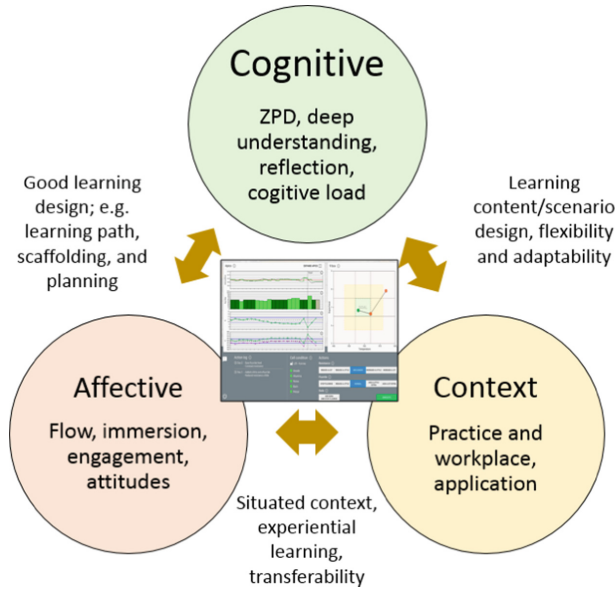 Cognitive
ZPD, deep
understanding,
reflection,
cogitive load
Good learning
design; e.g.
learning path,
scaffolding, and
planning
Learning
content/scenario
design, flexibility
and adaptability
Affective
Flow, immersion,
engagement,
attitudes
Context
Practice and
workplace,
application
Situated context,
experiential
learning,
transferability